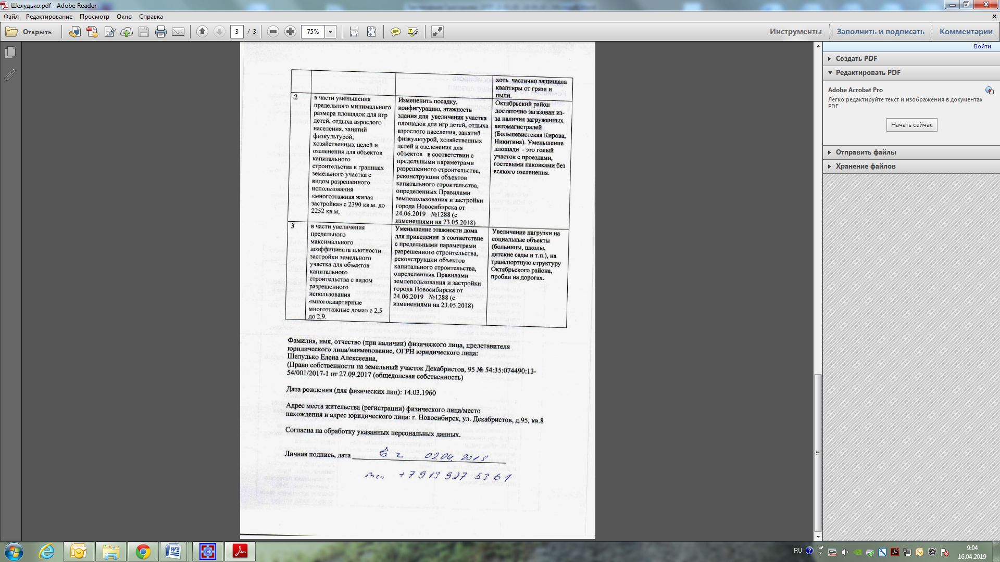 Шелудько.pdf - Adobe Reader
Файл Редактирование Просмотр Окно Справка
Открыть 3 / 3 75% Инструменты Заполнить и подписать Комментарии
Войти
Создать PDF
Редактировать PDF
Adobe Acrobat Pro
Легко редактируйте текст и изображения в документах
PDF
Начать сейчас
Отправить файлы
Хранение файлов
хоть частично защищала
квартиры от грязи и
пыли.
2
в части уменьшения
предельного минимального
размера площадок для игр
детей, отдыха взрослого
населения, занятий
физкультурой,
хозяйственных целей и
озеленения для объектов
капитального
строительства в границах
земельного участка с
видом разрешенного
использования
«многоэтажная жилая
застройка» с 2390 кв.м. до
2252 кв.м;
Изменить посадку,
конфигурацию, этажность
здания для увеличения участка
площадок для игр детей, отдыха
взрослого населения, занятий
физкультурой, хозяйственных
целей и озеленения для
объектов в соответствии с
предельными параметрами
разрешенного строительства,
реконструкции объектов
капитального строительства,
определенных Правилами
землепользования и застройки
города Новосибирска от
24.06.2019 №1288 (с
изменениями на 23.05.2018)
Октябрьский район
достаточно загазован из-
за наличия загруженных
автомагистралей
(Большевистская Кирова,
Никитина). Уменьшение
площади - это голый
участок с проездами,
гостевыми паковками без
всякого озеленения.
3
в части увеличения
предельного
максимального
коэффициента плотности
застройки земельного
участка для объектов
капитального
строительства с видом
разрешенного
использования
«многоквартирные
многоэтажные дома» с 2,5
до 2,9.
Уменьшение этажности дома
для приведения в соответствие
с предельными параметрами
разрешенного строительства,
реконструкции объектов
капитального строительства,
определенных Правилами
землепользования и застройки
города Новосибирска от
24.06.2019 №1288 (с
изменениями на 23.05.2018)
Увеличение нагрузки на
социальные объекты
(больницы, школы,
детские сады и т.п.), на
транспортную структуру
Октябрьского района,
пробки на дорогах.
Фамилия, имя, отчество (при наличии) физического лица, представителя
юридического лица/наименование, ОГРН юридического лица:
Шелудько Елена Алексеевна,
(Право собственности на земельный участок Декабристов, 95 № 54:35:074490:13-
54/001/2017-1 от 27.09.2017 (общедолевая собственность)
Дата рождения (для физических лиц): 14.03.1960
Адрес места жительства (регистрации) физического лица/место
нахождения и адрес юридического лица: г. Новосибирск, ул. Декабристов, д.95, кв.8
Согласна на обработку указанных персональных данных.
Личная подпись, дата 02.04.2019
тел +7 913 927 53 61
RU 9:04
16.04.2019